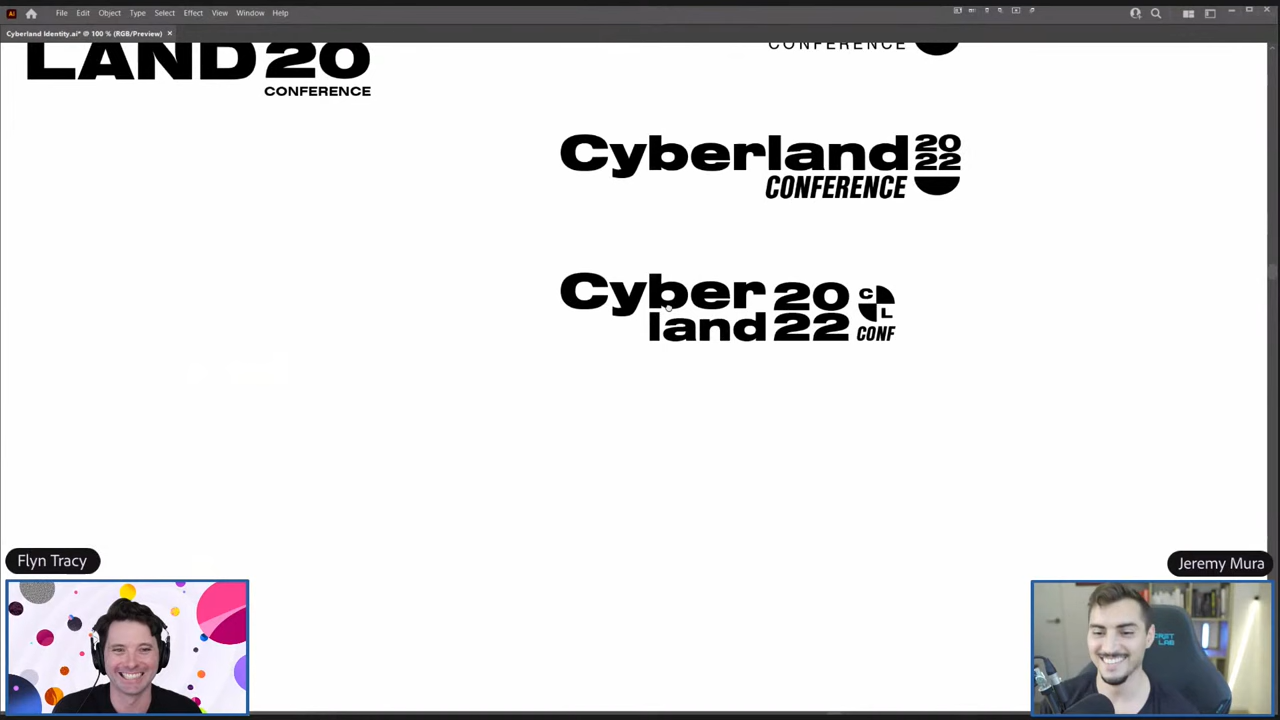 File Edit Object Type Select Effect View Window Help
Cyberland Identity.ai* @ 100 % (RGB/Preview) ×
LAND 20
CONFERENCE
CONFERENCE
Cyberland 20
22
CONFERENCE
Cyber 20 C
land 22 L
CONF
Flyn Tracy
Jeremy Mura